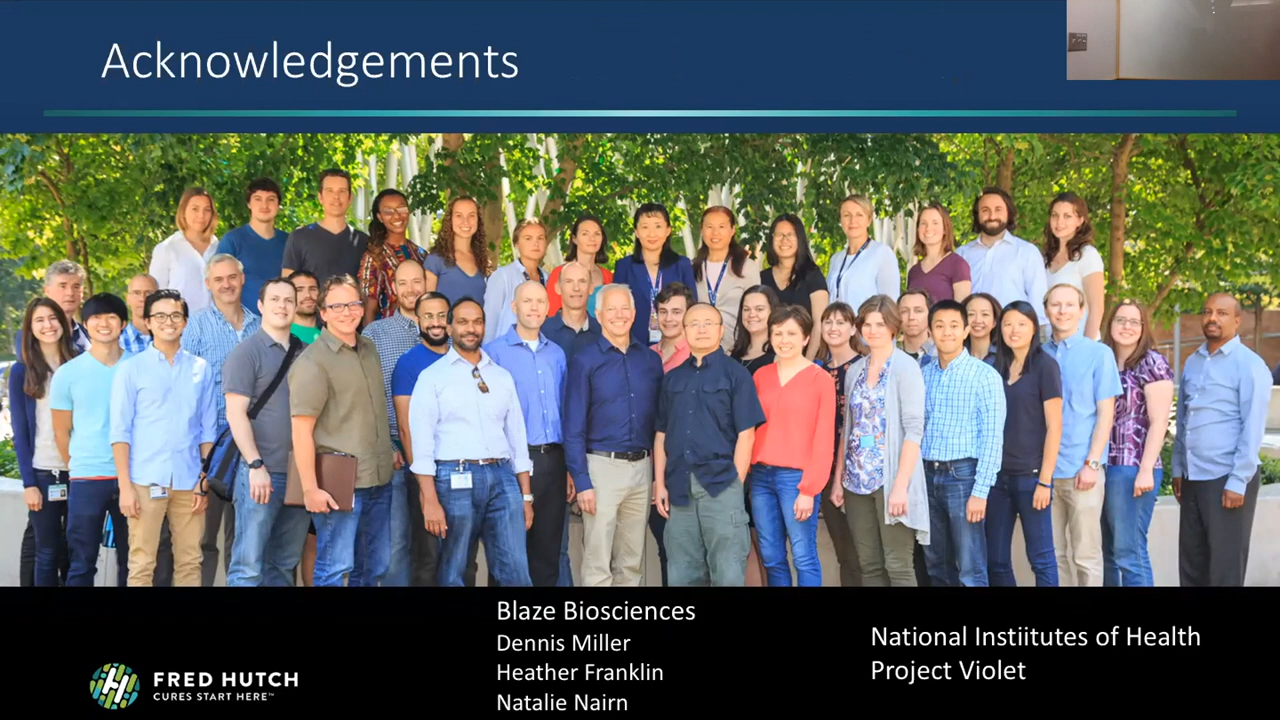 Acknowledgements
Blaze Biosciences
Dennis Miller
Heather Franklin
Natalie Nairn
National Instiitutes of Health
Project Violet
FRED HUTCH
CURES START HERE™